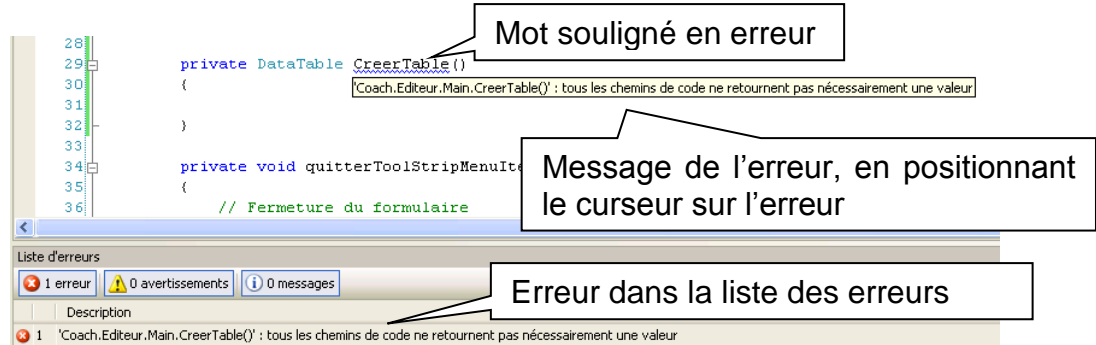 Mot souligné en erreur
28
29 private DataTable CreerTable()
30 {
'Coach.Editeur.Main.CreerTable()' : tous les chemins de code ne retournent pas nécessairement une valeur
31
32 }
33
34 private void quitterToolStripMenuIte
35 {
36 // Fermeture du formulaire
Message de l'erreur, en positionnant
le curseur sur l'erreur
Liste d'erreurs
1 erreur 0 avertissements 0 messages
Erreur dans la liste des erreurs
Description
1 'Coach.Editeur.Main.CreerTable()' : tous les chemins de code ne retournent pas nécessairement une valeur